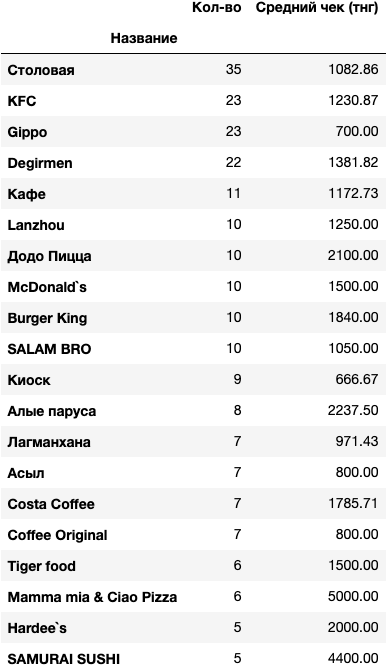 Кол-во Средний чек (тнг)
Название
Столовая 35 1082.86
KFC 23 1230.87
Gippo 23 700.00
Degirmen 22 1381.82
Кафе 11 1172.73
Lanzhou 10 1250.00
Додо Пицца 10 2100.00
McDonald`s 10 1500.00
Burger King 10 1840.00
SALAM BRO 10 1050.00
Киоск 9 666.67
Алые паруса 8 2237.50
Лагманхана 7 971.43
Асыл 7 800.00
Costa Coffee 7 1785.71
Coffee Original 7 800.00
Tiger food 6 1500.00
Mamma mia & Ciao Pizza 6 5000.00
Hardee`s 5 2000.00
SAMURAI SUSHI 5 4400.00